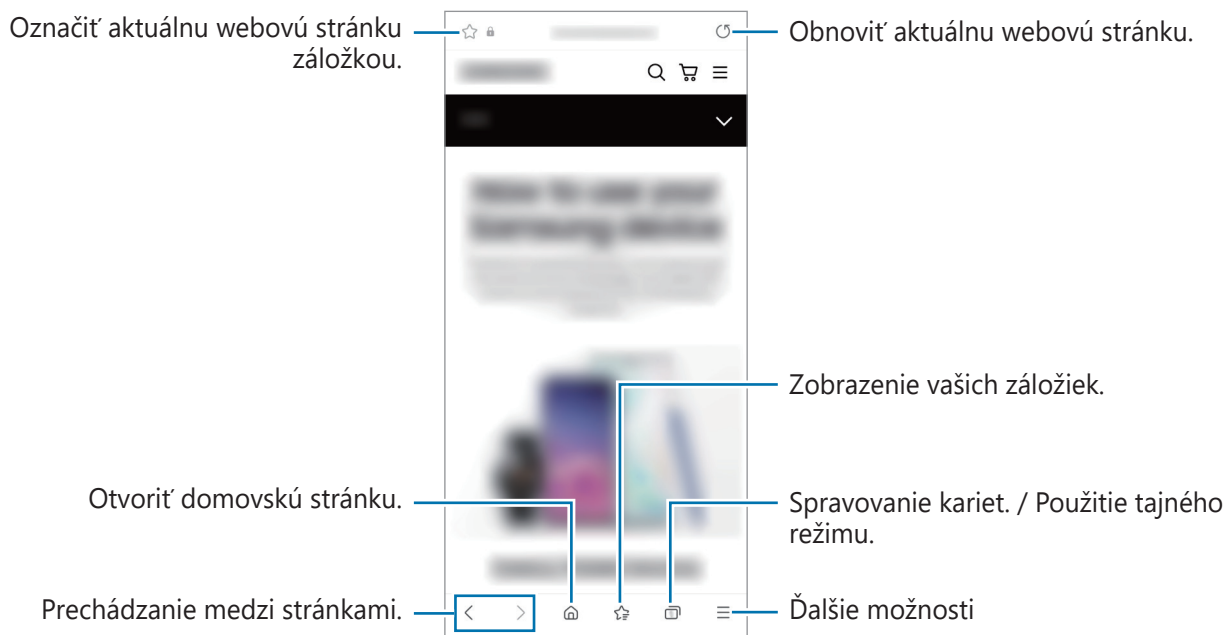 Označiť aktuálnu webovú stránku
záložkou.
Obnoviť aktuálnu webovú stránku.
Zobrazenie vašich záložiek.
Otvoriť domovskú stránku.
Spravovanie kariet. / Použitie tajného
režimu.
Prechádzanie medzi stránkami.
Ďalšie možnosti